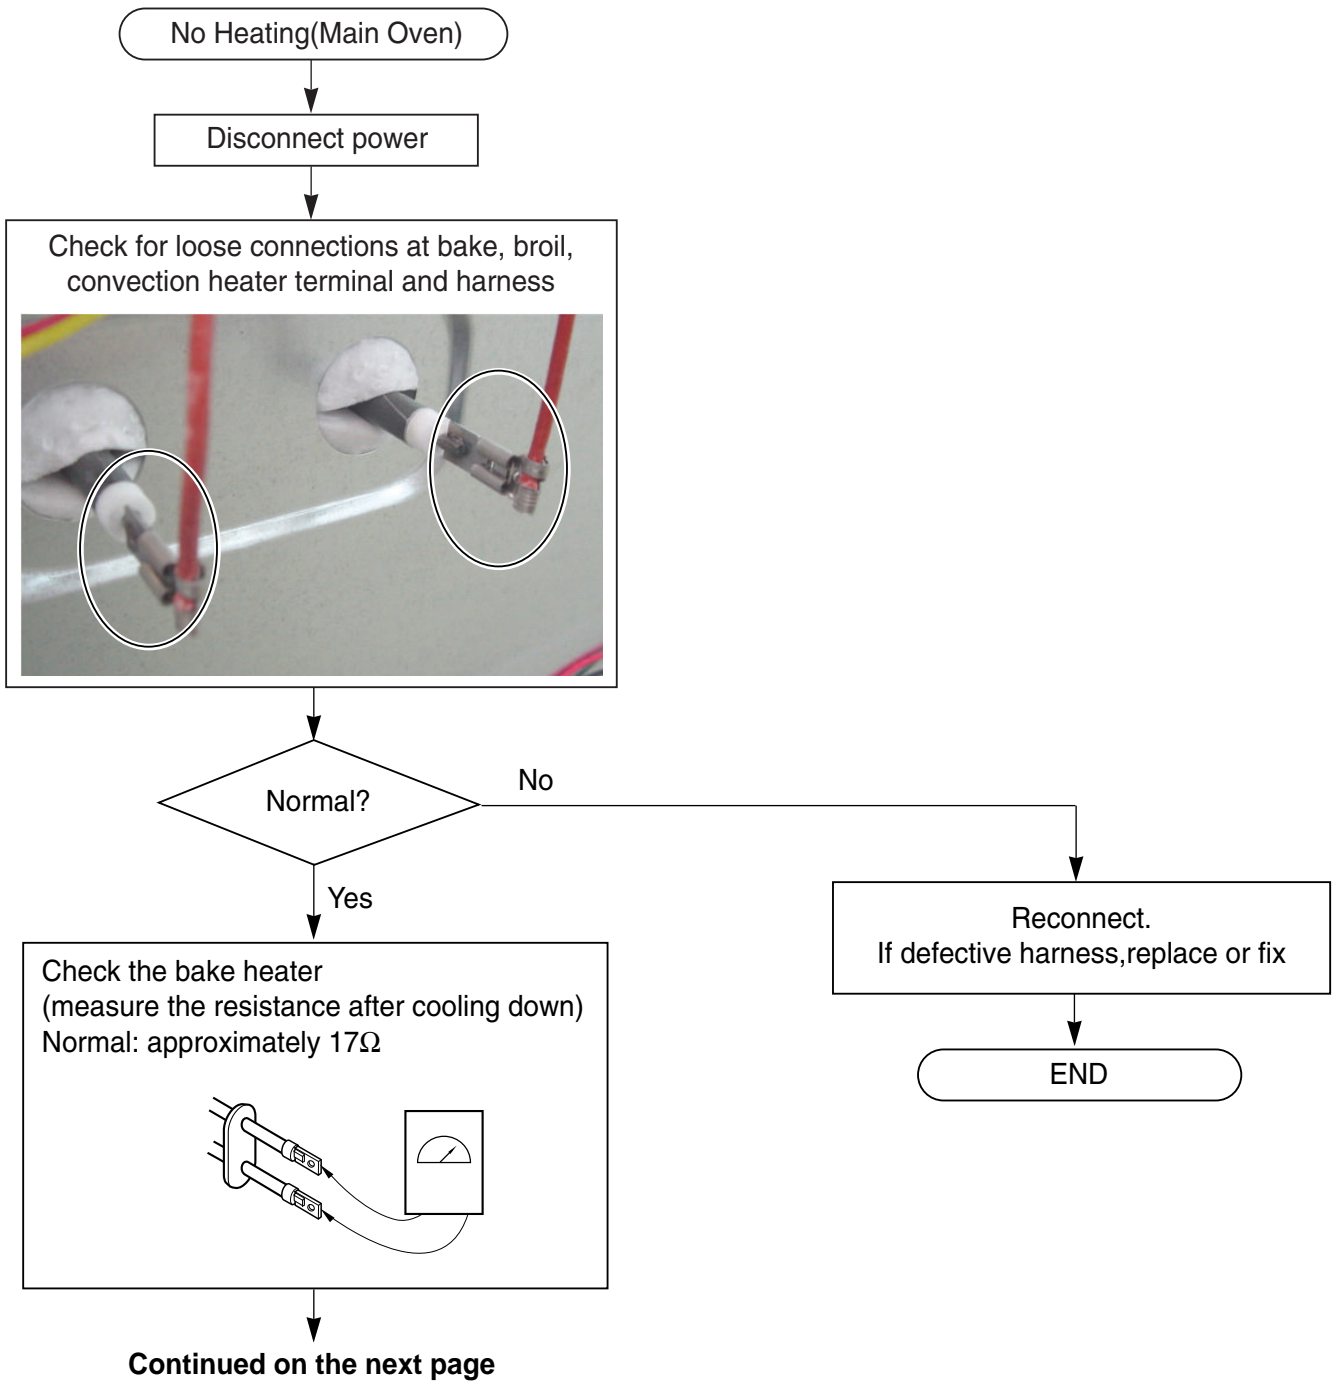 No Heating(Main Oven)
Disconnect power
Check for loose connections at bake, broil,
convection heater terminal and harness
Normal?
No
Yes
Reconnect.
If defective harness,replace or fix
END
Check the bake heater
(measure the resistance after cooling down)
Normal: approximately 17Ω
Continued on the next page